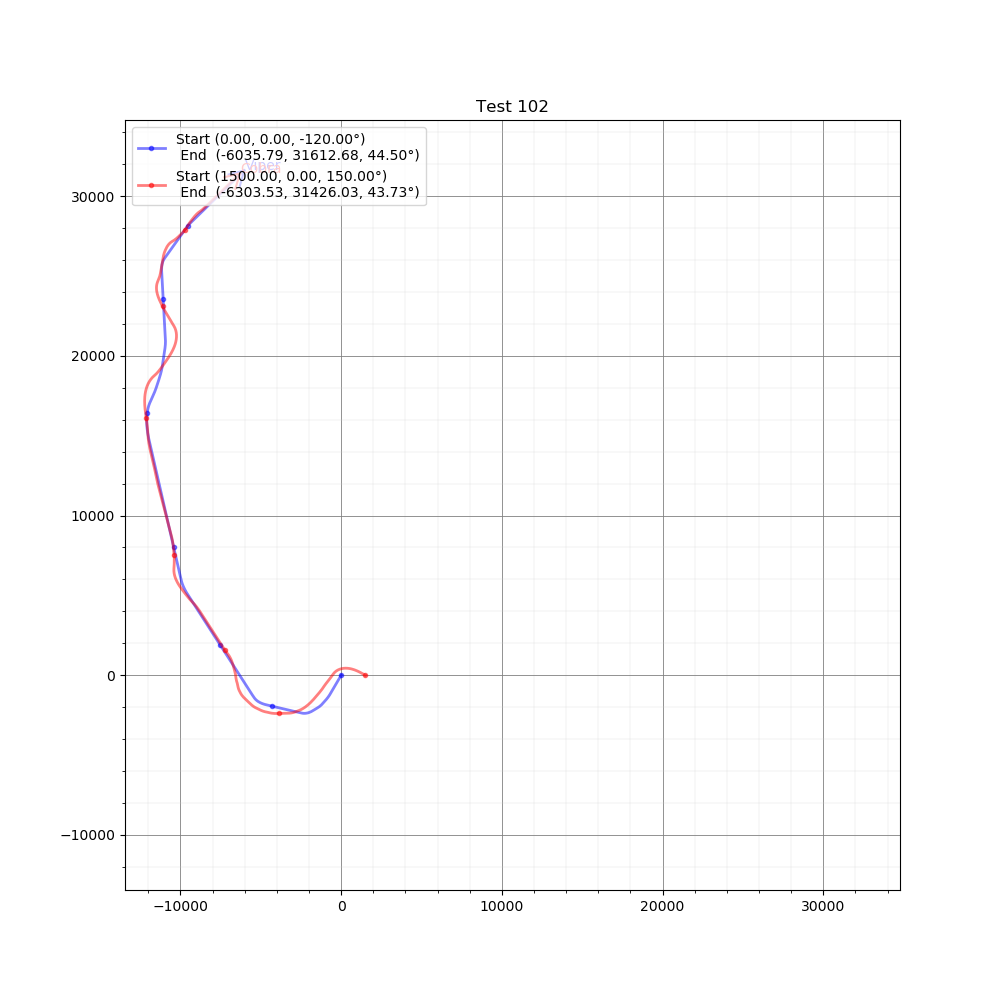 Test 102
Start (0.00, 0.00, -120.00°)
End (-6035.79, 31612.68, 44.50°)
Start (1500.00, 0.00, 150.00°)
End (-6303.53, 31426.03, 43.73°)
30000
20000
10000
0
−10000
−10000 0 10000 20000 30000